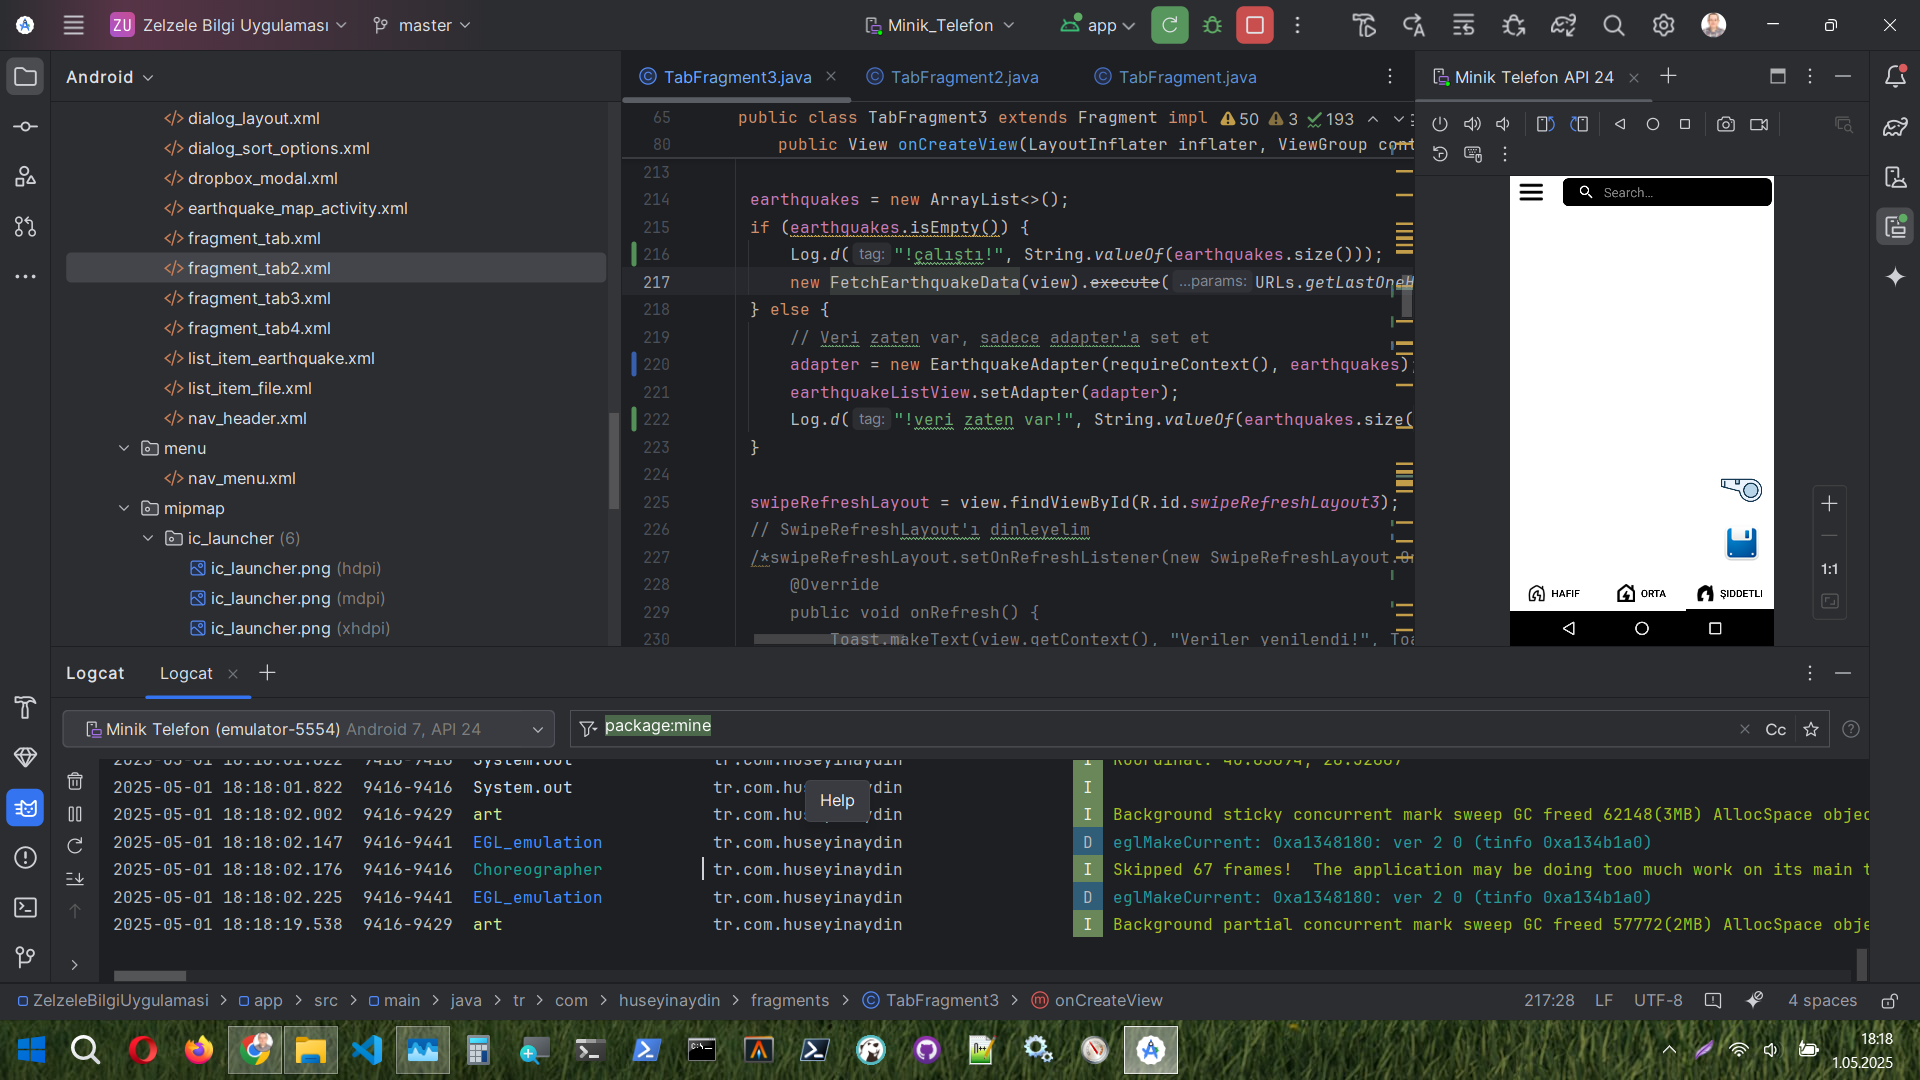 ZU Zelzele Bilgi Uygulaması master Minik_Telefon app
Android
dialog_layout.xml
dialog_sort_options.xml
dropbox_modal.xml
earthquake_map_activity.xml
fragment_tab.xml
fragment_tab2.xml
fragment_tab3.xml
fragment_tab4.xml
list_item_earthquake.xml
list_item_file.xml
nav_header.xml
menu
nav_menu.xml
mipmap
ic_launcher (6)
ic_launcher.png (hdpi)
ic_launcher.png (mdpi)
ic_launcher.png (xhdpi)
TabFragment3.java TabFragment2.java TabFragment.java
65 public class TabFragment3 extends Fragment impl 50 3 193
80 public View onCreateView(LayoutInflater inflater, ViewGroup cont
213
214 earthquakes = new ArrayList<>();
215 if (earthquakes.isEmpty()) {
216 Log.d( tag: "!çalıştı!", String.valueOf(earthquakes.size()));
217 new FetchEarthquakeData(view).execute( ...params: URLs.getLastOneH
218 } else {
219 // Veri zaten var, sadece adapter'a set et
220 adapter = new EarthquakeAdapter(requireContext(), earthquakes);
221 earthquakeListView.setAdapter(adapter);
222 Log.d( tag: "!veri zaten var!", String.valueOf(earthquakes.size(
223 }
224
225 swipeRefreshLayout = view.findViewById(R.id.swipeRefreshLayout3);
226 // SwipeRefreshLayout'ı dinleyelim
227 /*swipeRefreshLayout.setOnRefreshListener(new SwipeRefreshLayout.On
228 @Override
229 public void onRefresh() {
230 Toast.makeText(view.getContext(), "Veriler yenilendi!", Toa
Minik Telefon API 24
Search...
HAFIF ORTA ŞIDDETLI
1:1
Logcat Logcat
Minik Telefon (emulator-5554) Android 7, API 24 package:mine Cc
2025-05-01 18:18:01.822 9416-9416 System.out tr.com.huseyinaydin I
2025-05-01 18:18:01.822 9416-9416 System.out tr.com.huseyinaydin I
2025-05-01 18:18:02.002 9416-9429 art tr.com.huseyinaydin I Background sticky concurrent mark sweep GC freed 62148(3MB) AllocSpace objec
2025-05-01 18:18:02.147 9416-9441 EGL_emulation tr.com.huseyinaydin D eglMakeCurrent: 0xa1348180: ver 2 0 (tinfo 0xa134b1a0)
2025-05-01 18:18:02.176 9416-9416 Choreographer tr.com.huseyinaydin I Skipped 67 frames! The application may be doing too much work on its main t
2025-05-01 18:18:02.225 9416-9441 EGL_emulation tr.com.huseyinaydin D eglMakeCurrent: 0xa1348180: ver 2 0 (tinfo 0xa134b1a0)
2025-05-01 18:18:19.538 9416-9429 art tr.com.huseyinaydin I Background partial concurrent mark sweep GC freed 57772(2MB) AllocSpace obje
Help
ZelzeleBilgiUygulamasi > app > src > main > java > tr > com > huseyinaydin > fragments > TabFragment3 > onCreateView 217:28 LF UTF-8 4 spaces
18:18
1.05.2025